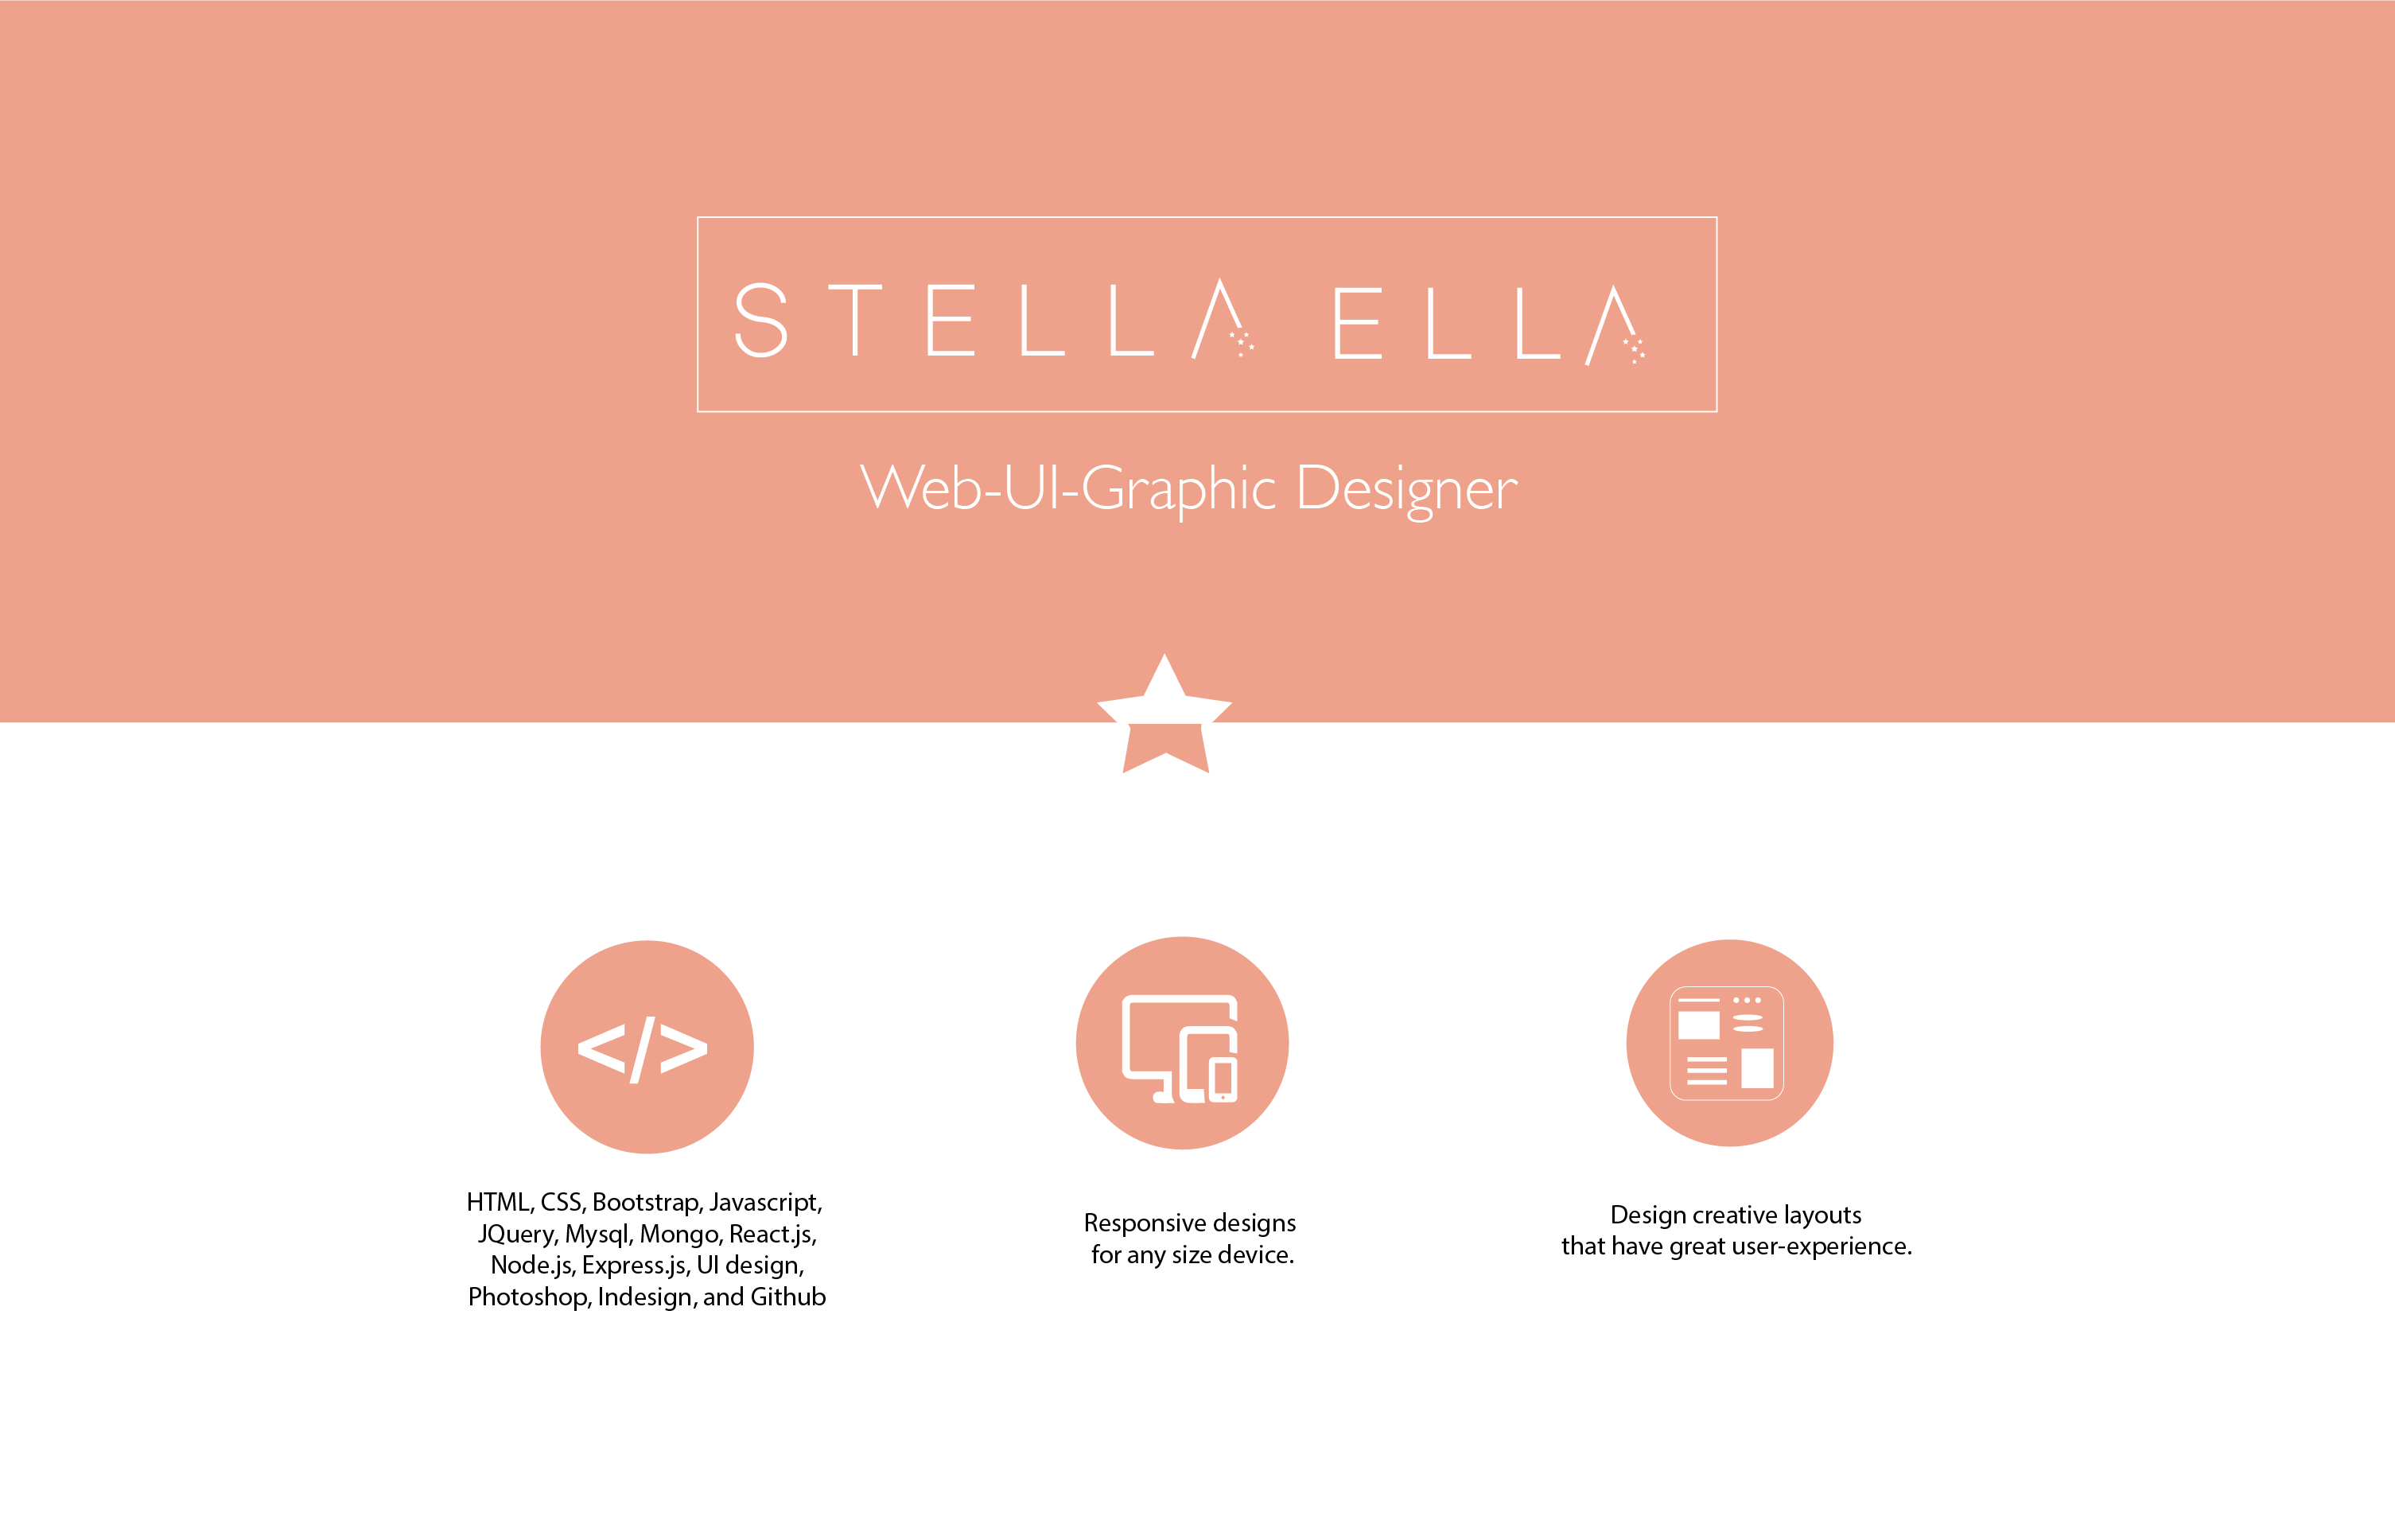 STELLA ELLA
Web-UI-Graphic Designer
</>
HTML, CSS, Bootstrap, Javascript,
JQuery, Mysql, Mongo, React.js,
Node.js, Express.js, UI design,
Photoshop, Indesign, and Github
Responsive designs
for any size device.
Design creative layouts
that have great user-experience.